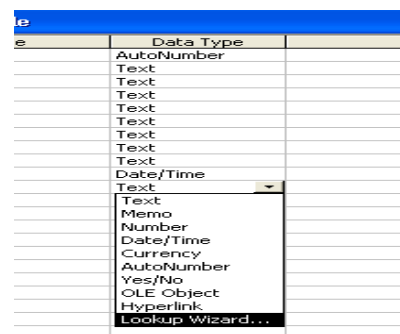 le
e Data Type
AutoNumber
Text
Text
Text
Text
Text
Text
Text
Text
Date/Time
Text
Text
Memo
Number
Date/Time
Currency
AutoNumber
Yes/No
OLE Object
Hyperlink
Lookup Wizard...